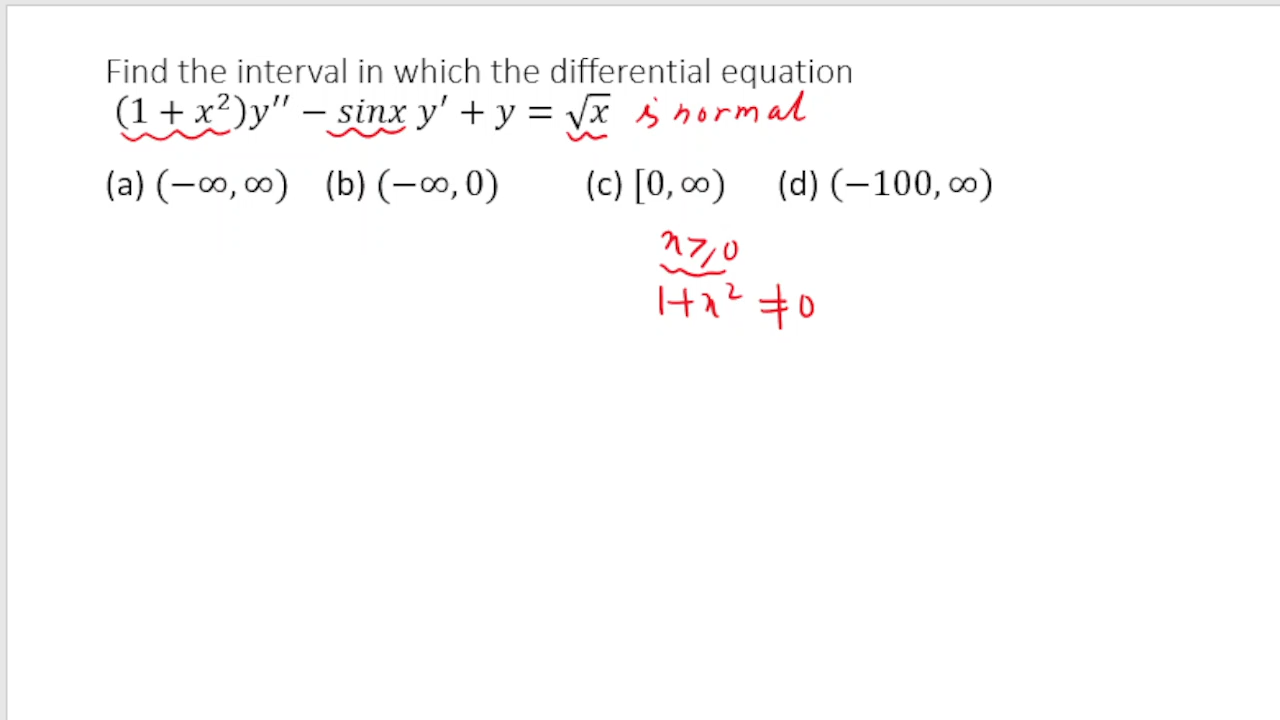 Find the interval in which the differential equation
(1 + x²)y″ − sinx y′ + y = √x is normal
(a) (−∞, ∞) (b) (−∞, 0) (c) [0, ∞) (d) (−100, ∞)
x ≥ 0
1+x² ≠ 0